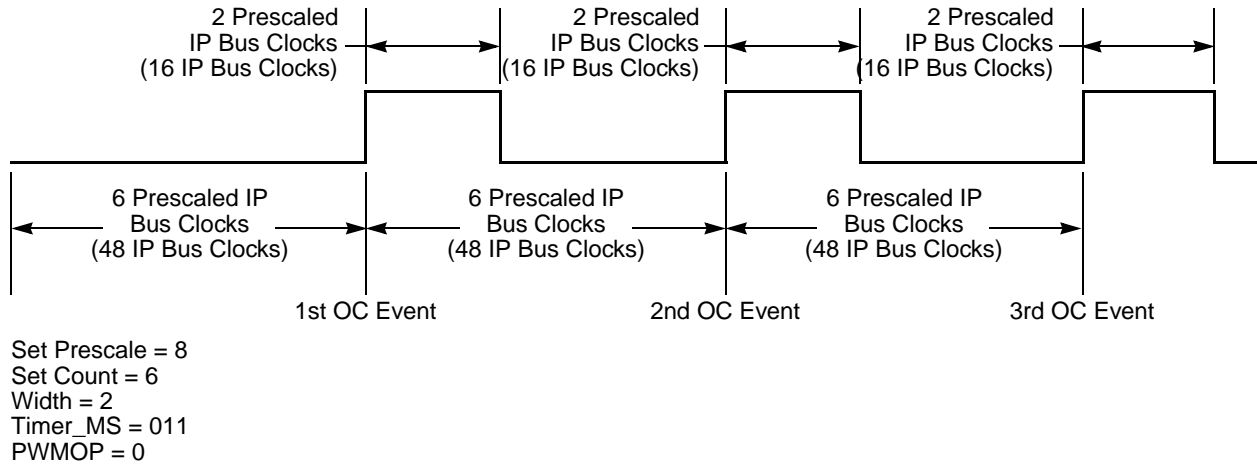 2 Prescaled
IP Bus Clocks
(16 IP Bus Clocks)
2 Prescaled
IP Bus Clocks
(16 IP Bus Clocks)
2 Prescaled
IP Bus Clocks
(16 IP Bus Clocks)
6 Prescaled IP
Bus Clocks
(48 IP Bus Clocks)
6 Prescaled IP
Bus Clocks
(48 IP Bus Clocks)
6 Prescaled IP
Bus Clocks
(48 IP Bus Clocks)
1st OC Event
2nd OC Event
3rd OC Event
Set Prescale = 8
Set Count = 6
Width = 2
Timer_MS = 011
PWMOP = 0